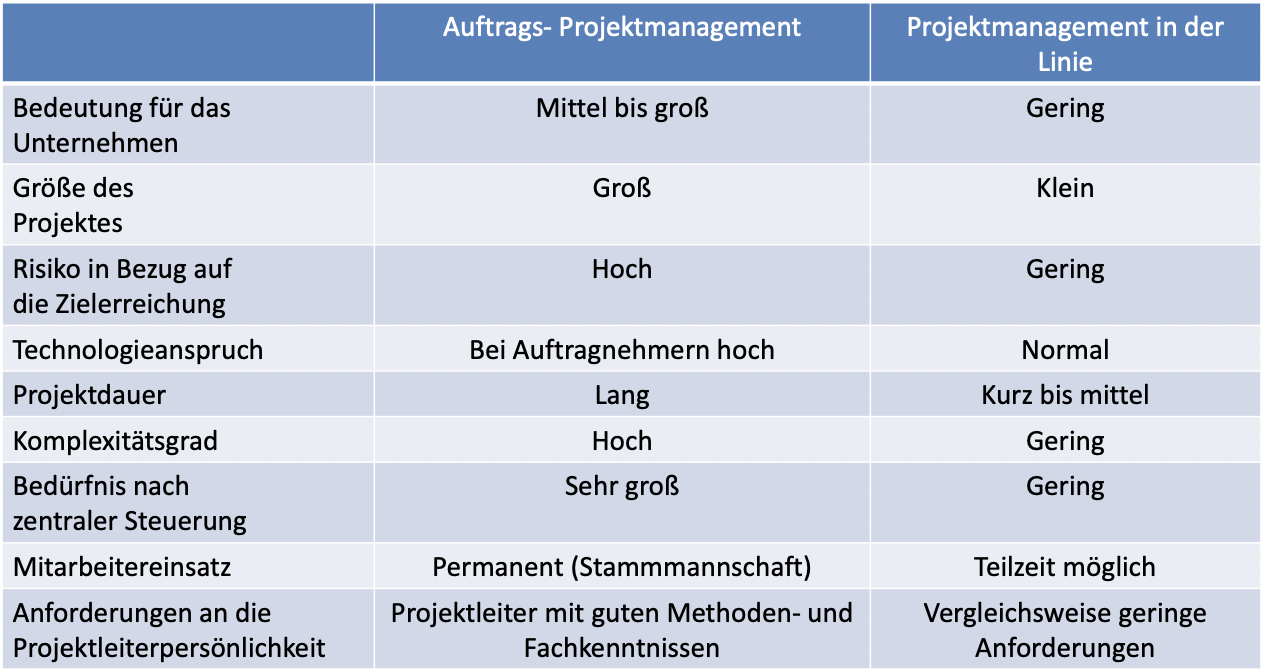 Auftrags- Projektmanagement
Projektmanagement in der
Linie
Bedeutung für das
Unternehmen
Mittel bis groß
Gering
Größe des
Projektes
Groß
Klein
Risiko in Bezug auf
die Zielerreichung
Hoch
Gering
Technologieanspruch
Bei Auftragnehmern hoch
Normal
Projektdauer
Lang
Kurz bis mittel
Komplexitätsgrad
Hoch
Gering
Bedürfnis nach
zentraler Steuerung
Sehr groß
Gering
Mitarbeitereinsatz
Permanent (Stammmannschaft)
Teilzeit möglich
Anforderungen an die
Projektleiterpersönlichkeit
Projektleiter mit guten Methoden- und
Fachkenntnissen
Vergleichsweise geringe
Anforderungen